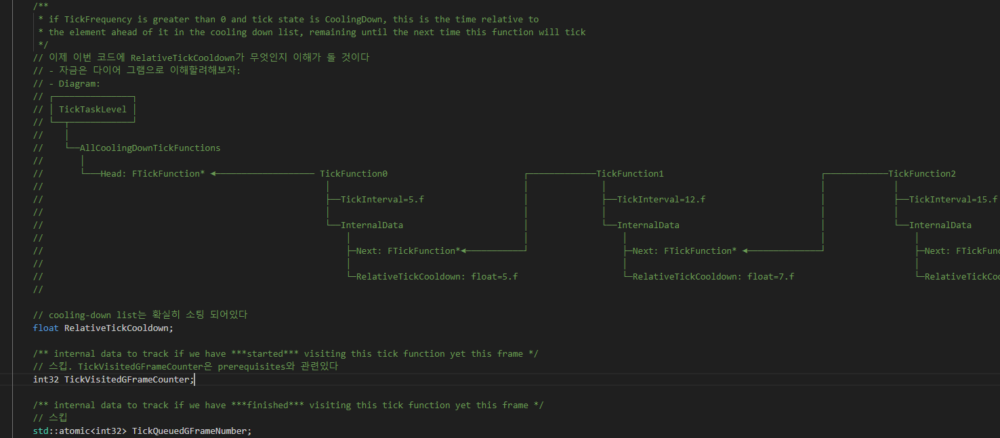 /**
* if TickFrequency is greater than 0 and tick state is CoolingDown, this is the time relative to
* the element ahead of it in the cooling down list, remaining until the next time this function will tick
*/
// 이제 이번 코드에 RelativeTickCooldown가 무엇인지 이해가 돌 것이다
// - 자금은 다이어 그램으로 이해할려해보자:
// - Diagram:
// ┌───────────────┐
// │ TickTaskLevel │
// └──┬────────────┘
//    │
//    └──AllCoolingDownTickFunctions
//       │
//       └───Head: FTickFunction* ◄─────────────────── TickFunction0 ┌─────────────TickFunction1 ┌────────────TickFunction2
//
// ├──TickInterval=5.f │ ├──TickInterval=12.f │ ├──TickInterval=15.f
//
// └──InternalData │ └──InternalData │ └──InternalData
//
// ├─Next: FTickFunction*◄───────────┘ ├─Next: FTickFunction* ◄──────────────┘ ├─Next:
//
// └─RelativeTickCooldown: float=5.f └─RelativeTickCooldown: float=7.f
//
// cooling-down list는 확실히 소팅 되어있다
float RelativeTickCooldown;
/** internal data to track if we have ***started*** visiting this tick function yet this frame */
// 스킵. TickVisitedGFrameCounter은 prerequisites와 관련있다
int32 TickVisitedGFrameCounter;
/** internal data to track if we have ***finished*** visiting this tick function yet this frame */
// 스킵
std::atomic<int32> TickQueuedGFrameNumber;